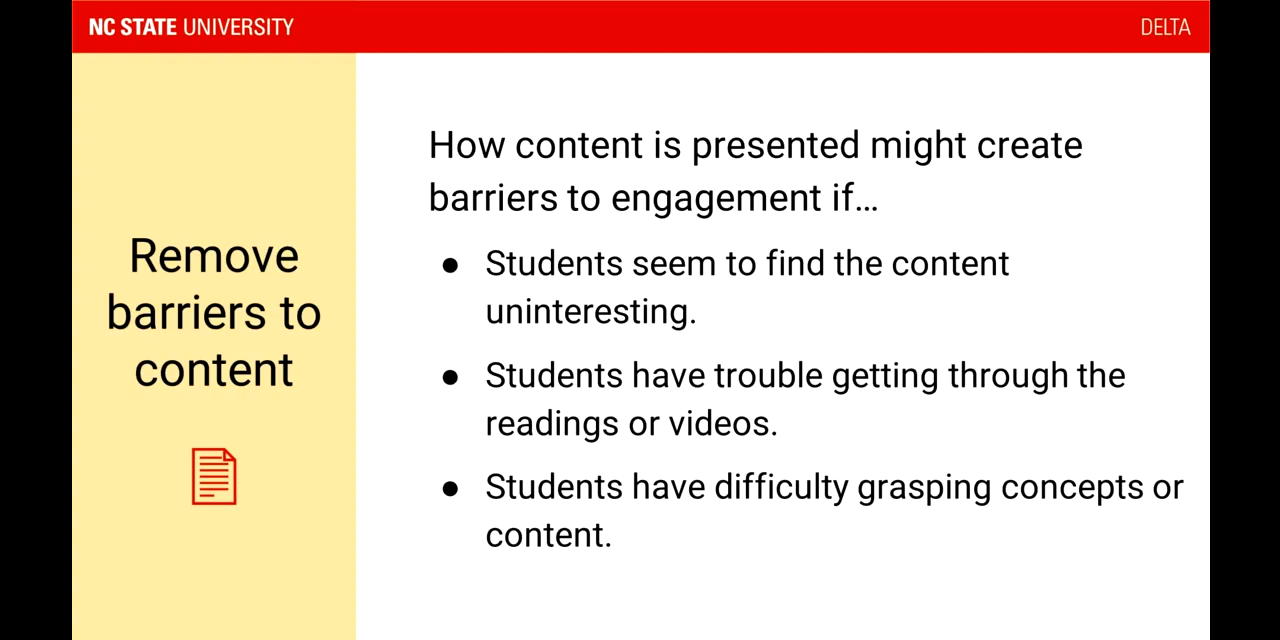 NC STATE UNIVERSITY
DELTA
Remove
barriers to
content
How content is presented might create
barriers to engagement if…
● Students seem to find the content
uninteresting.
● Students have trouble getting through the
readings or videos.
● Students have difficulty grasping concepts or
content.